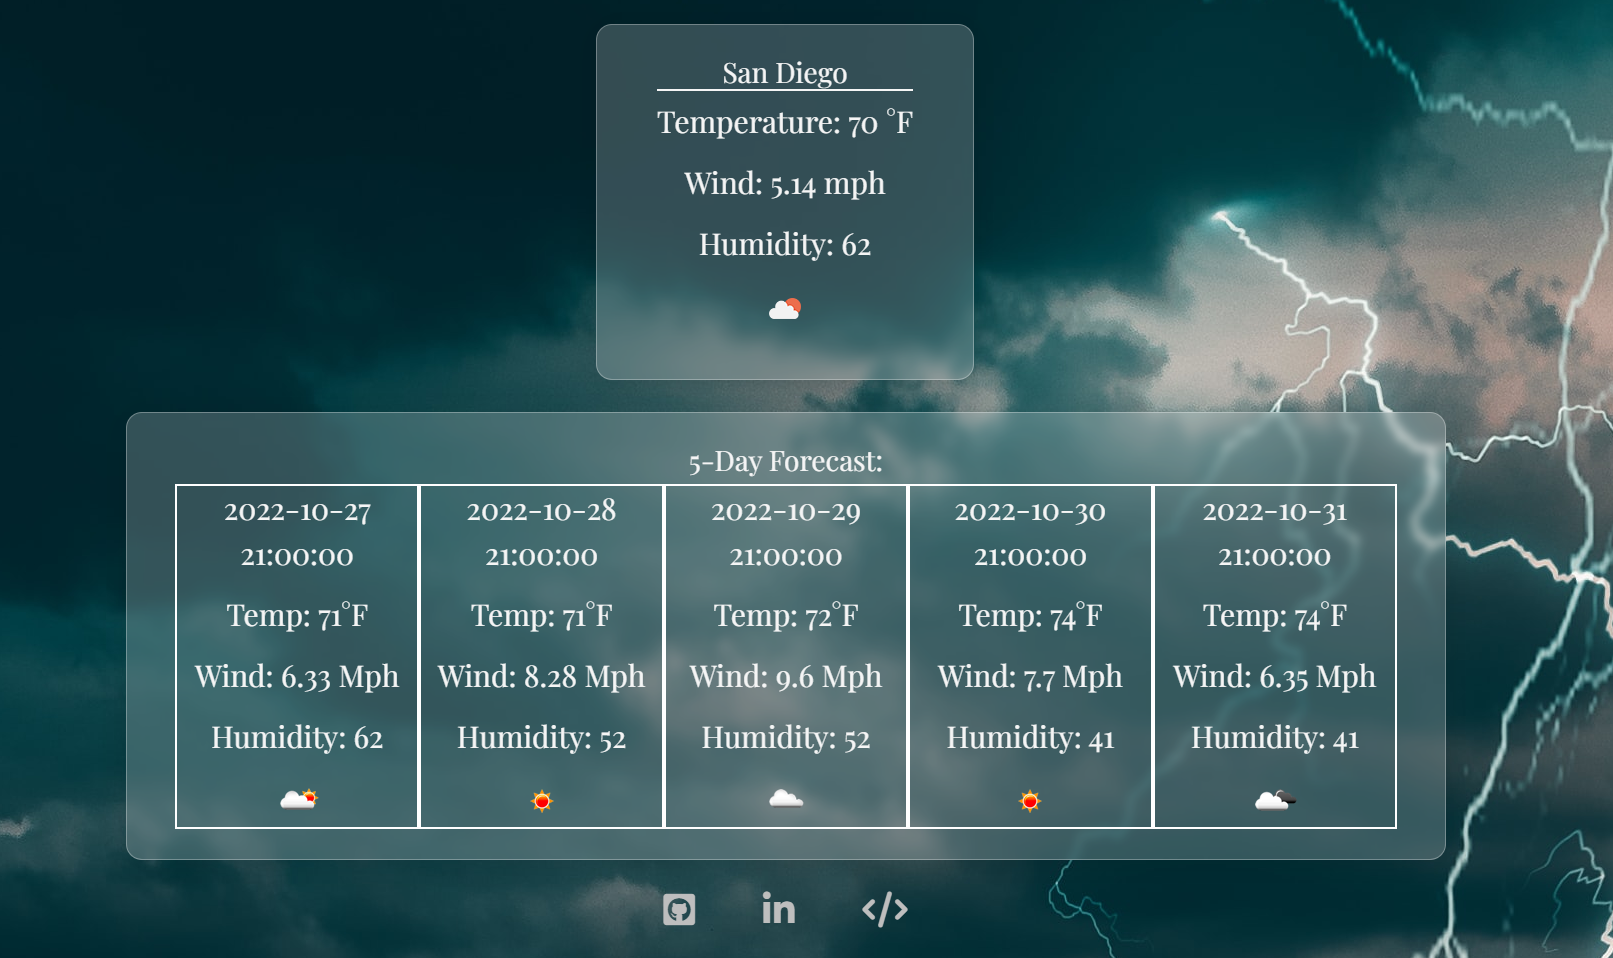 San Diego
Temperature: 70 °F
Wind: 5.14 mph
Humidity: 62
5-Day Forecast:
2022-10-27
21:00:00
Temp: 71°F
Wind: 6.33 Mph
Humidity: 62
2022-10-28
21:00:00
Temp: 71°F
Wind: 8.28 Mph
Humidity: 52
2022-10-29
21:00:00
Temp: 72°F
Wind: 9.6 Mph
Humidity: 52
2022-10-30
21:00:00
Temp: 74°F
Wind: 7.7 Mph
Humidity: 41
2022-10-31
21:00:00
Temp: 74°F
Wind: 6.35 Mph
Humidity: 41
in </>